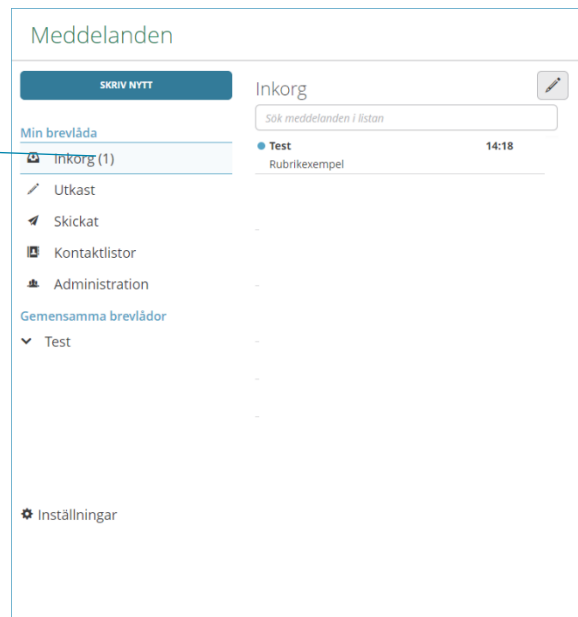 Meddelanden
SKRIV NYTT
Min brevlåda
Inkorg (1)
Utkast
Skickat
Kontaktlistor
Administration
Gemensamma brevlådor
Test
Inställningar
Inkorg
Sök meddelanden i listan
Test 14:18
Rubrikexempel